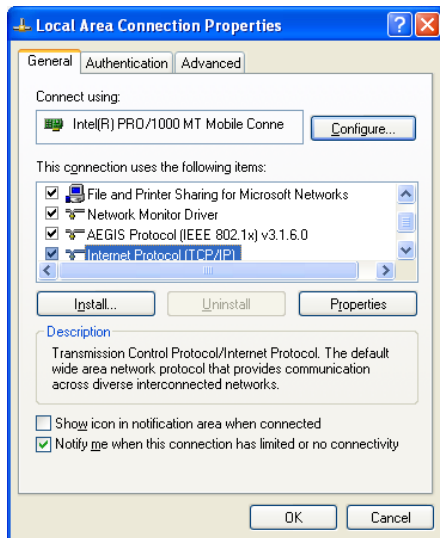 Local Area Connection Properties
General Authentication Advanced
Connect using:
Intel(R) PRO/1000 MT Mobile Conne
Configure...
This connection uses the following items:
File and Printer Sharing for Microsoft Networks
Network Monitor Driver
AEGIS Protocol (IEEE 802.1x) v3.1.6.0
Internet Protocol (TCP/IP)
Install... Uninstall Properties
Description
Transmission Control Protocol/Internet Protocol. The default
wide area network protocol that provides communication
across diverse interconnected networks.
Show icon in notification area when connected
Notify me when this connection has limited or no connectivity
OK Cancel